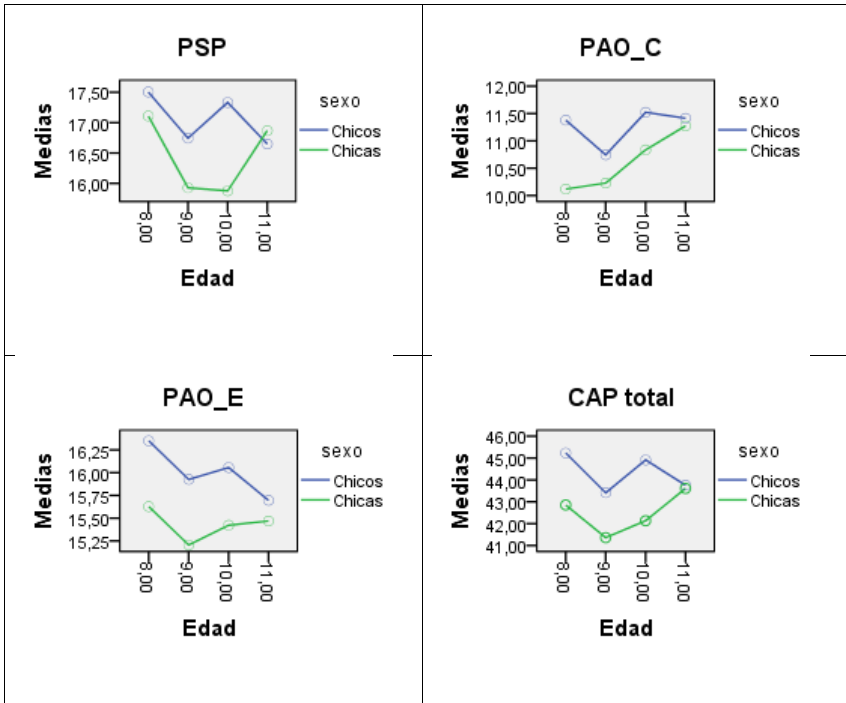 PSP
Medias
17,50
17,00
16,50
16,00
8,00
9,00
10,00
11,00
Edad
sexo
Chicos
Chicas
PAO_C
Medias
12,00
11,50
11,00
10,50
10,00
8,00
9,00
10,00
11,00
Edad
sexo
Chicos
Chicas
PAO_E
Medias
16,25
16,00
15,75
15,50
15,25
8,00
9,00
10,00
11,00
Edad
sexo
Chicos
Chicas
CAP total
Medias
46,00
45,00
44,00
43,00
42,00
41,00
8,00
9,00
10,00
11,00
Edad
sexo
Chicos
Chicas